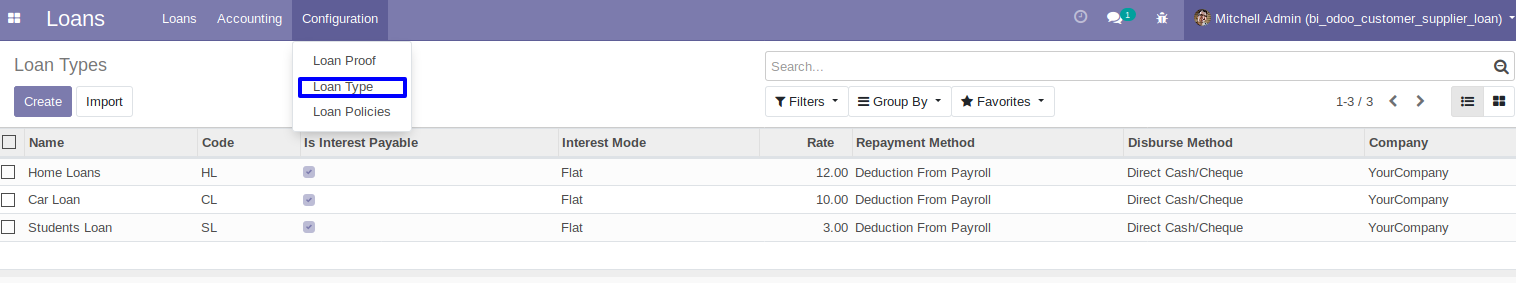 Loans Loans Accounting Configuration 1 Mitchell Admin (bi_odoo_customer_supplier_loan)
Loan Proof
Loan Type
Loan Policies
Loan Types
Search...
Create Import
Filters Group By Favorites 1-3 / 3
Name Code Is Interest Payable Interest Mode Rate Repayment Method Disburse Method Company
Home Loans HL Flat 12.00 Deduction From Payroll Direct Cash/Cheque YourCompany
Car Loan CL Flat 10.00 Deduction From Payroll Direct Cash/Cheque YourCompany
Students Loan SL Flat 3.00 Deduction From Payroll Direct Cash/Cheque YourCompany